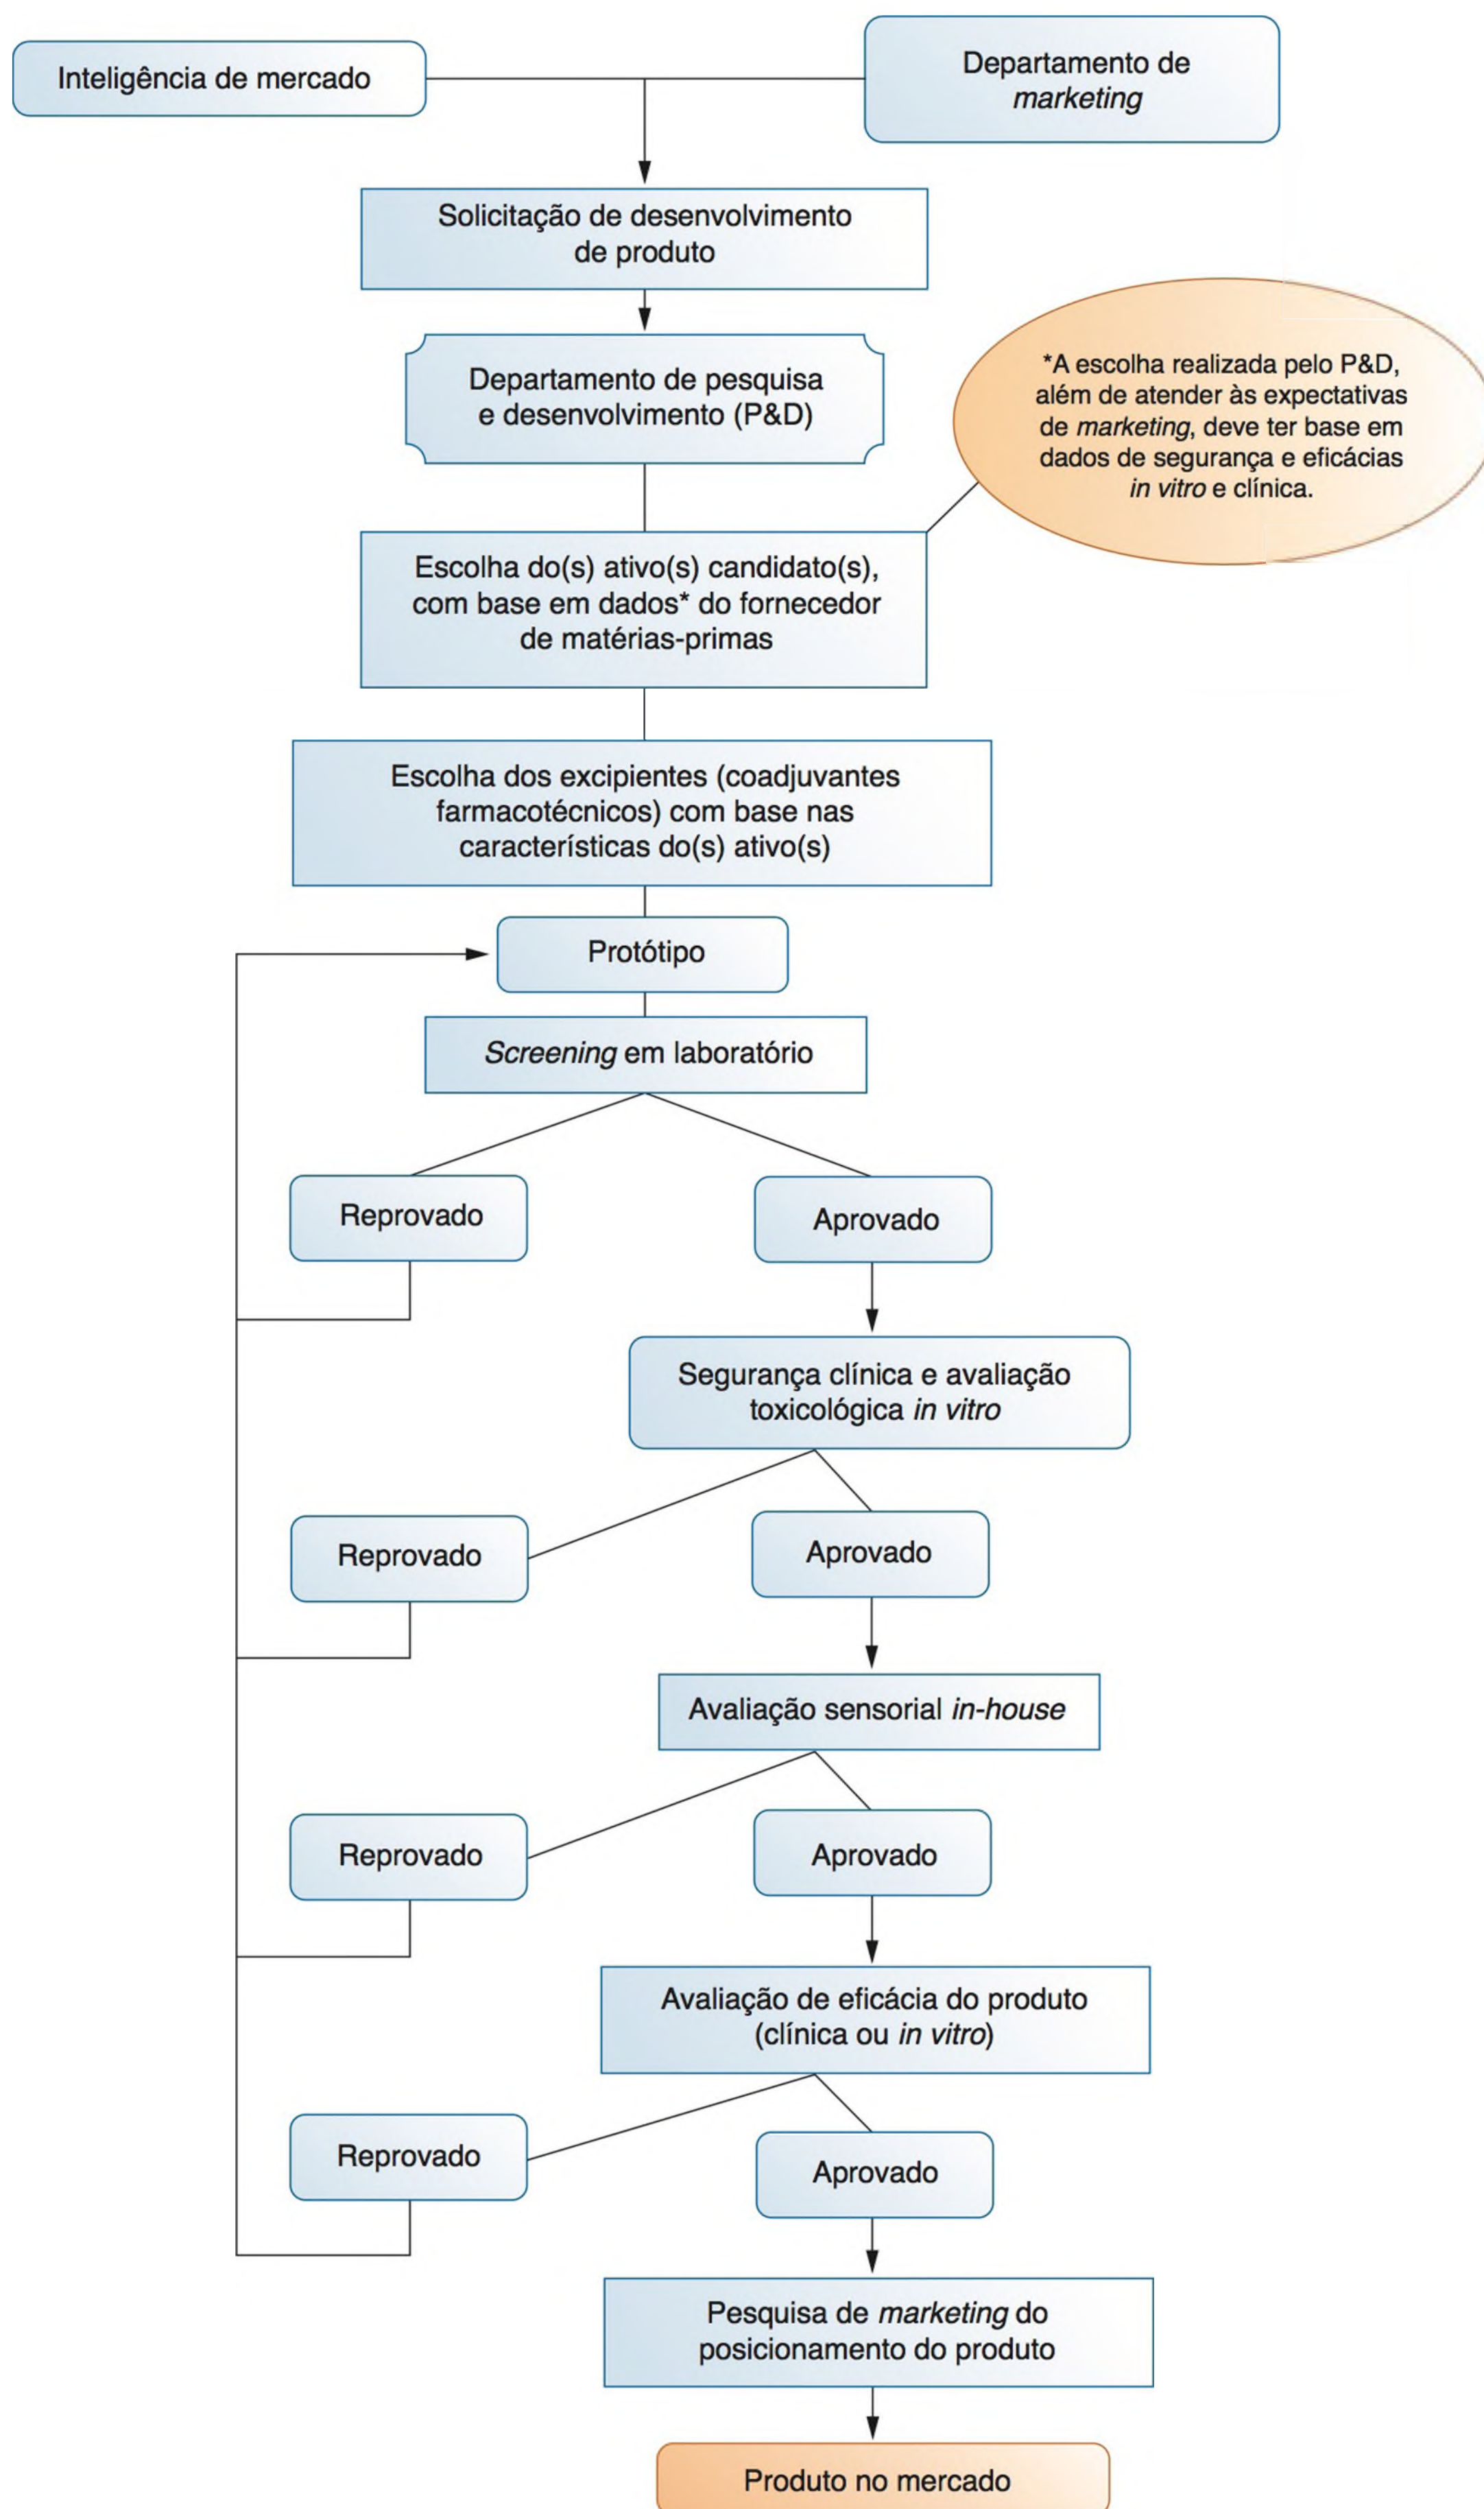 Inteligência de mercado
Departamento de
marketing
Solicitação de desenvolvimento
de produto
Departamento de pesquisa
e desenvolvimento (P&D)
*A escolha realizada pelo P&D,
além de atender às expectativas
de marketing, deve ter base em
dados de segurança e eficácias
in vitro e clínica.
Escolha do(s) ativo(s) candidato(s),
com base em dados* do fornecedor
de matérias-primas
Escolha dos excipientes (coadjuvantes
farmacotécnicos) com base nas
características do(s) ativo(s)
Protótipo
Screening em laboratório
Reprovado
Aprovado
Segurança clínica e avaliação
toxicológica in vitro
Reprovado
Aprovado
Avaliação sensorial in-house
Reprovado
Aprovado
Avaliação de eficácia do produto
(clínica ou in vitro)
Reprovado
Aprovado
Pesquisa de marketing do
posicionamento do produto
Produto no mercado